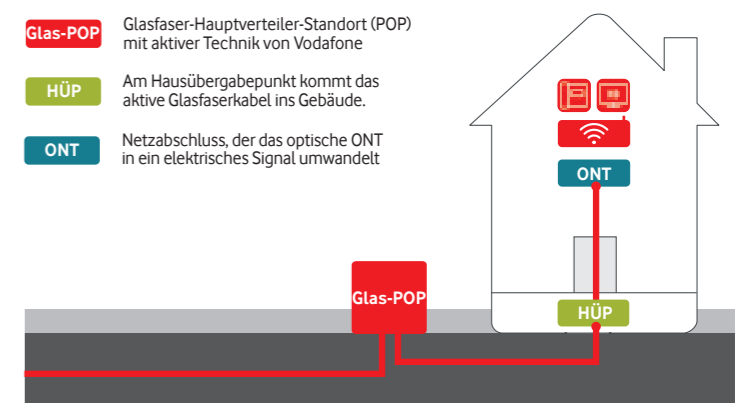 Glas-POP
Glasfaser-Hauptverteiler-Standort (POP)
mit aktiver Technik von Vodafone
HÜP
Am Hausübergabepunkt kommt das
aktive Glasfaserkabel ins Gebäude.
ONT
Netzabschluss, der das optische ONT
in ein elektrisches Signal umwandelt
ONT
Glas-POP
HÜP